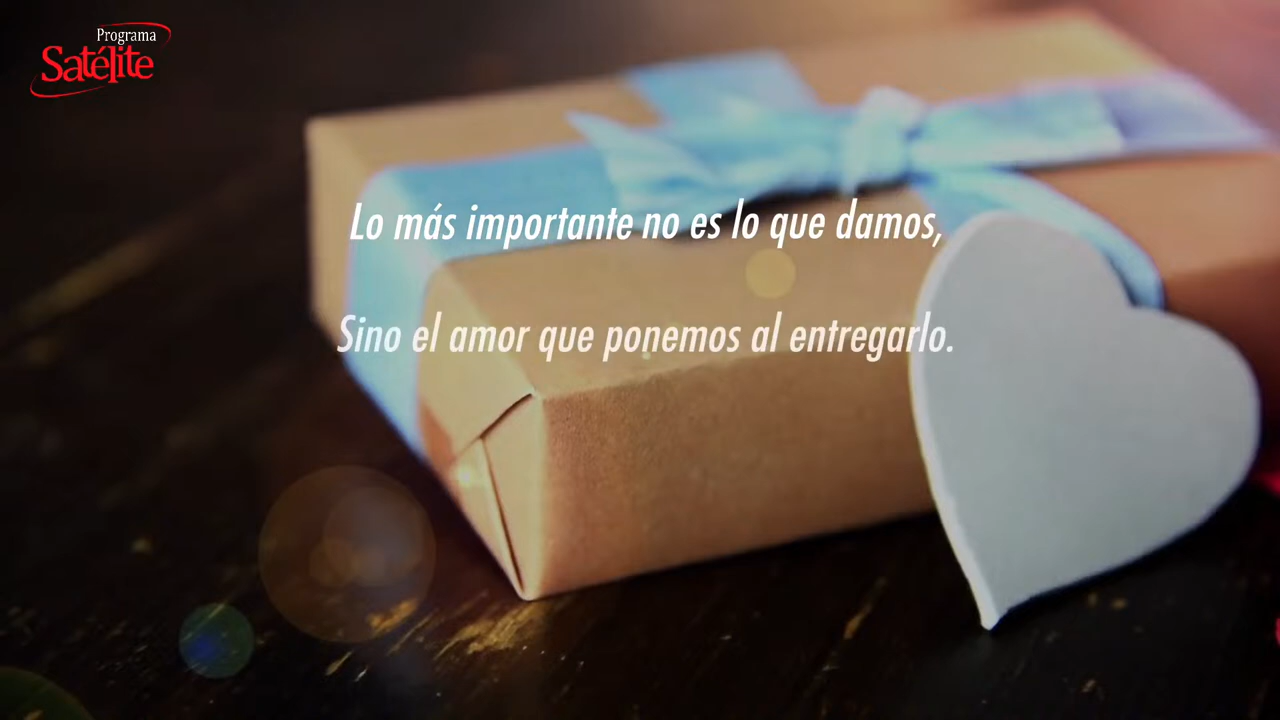 Programa
Satélite
Lo más importante no es lo que damos,
Sino el amor que ponemos al entregarlo.